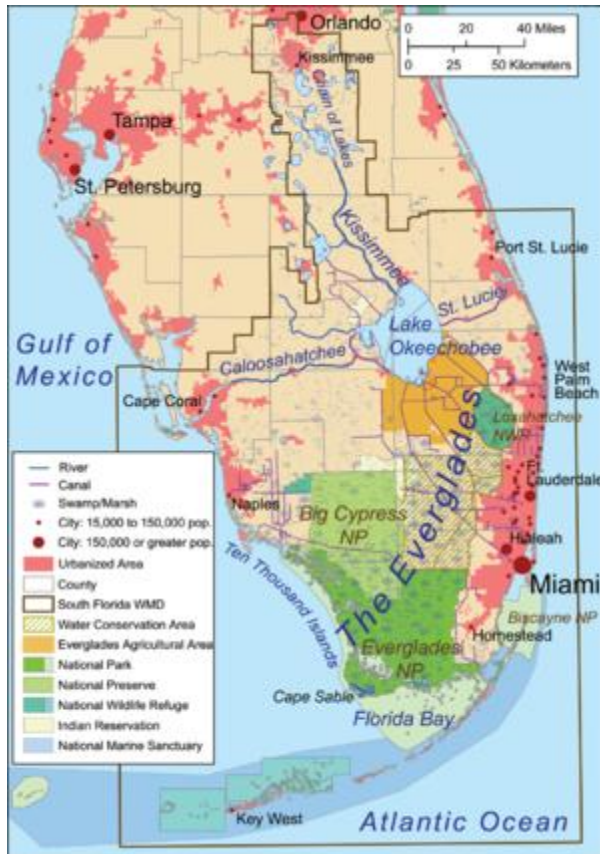 Orlando
0 20 40 Miles
0 25 50 Kilometers
Kissimmee
Chain of Lakes
Tampa
St. Petersburg
Kissimmee
Port St. Lucie
St. Lucie
Lake
Okeechobee
Gulf of
Mexico
Caloosahatchee
West
Palm
Beach
Cape Coral
Loxahatchee
NWP
The Everglades
River
Canal
Swamp/Marsh
City: 15,000 to 150,000 pop.
City: 150,000 or greater pop.
Urbanized Area
County
South Florida WMD
Water Conservation Area
Everglades Agricultural Area
National Park
National Preserve
National Wildlife Refuge
Indian Reservation
National Marine Sanctuary
Ft.
Lauderdale
Naples
Big Cypress
NP
Hialeah
Miami
Ten Thousand Islands
Biscayne NP
Homestead
Everglades
NP
Cape Sable
Florida Bay
Key West
Atlantic Ocean